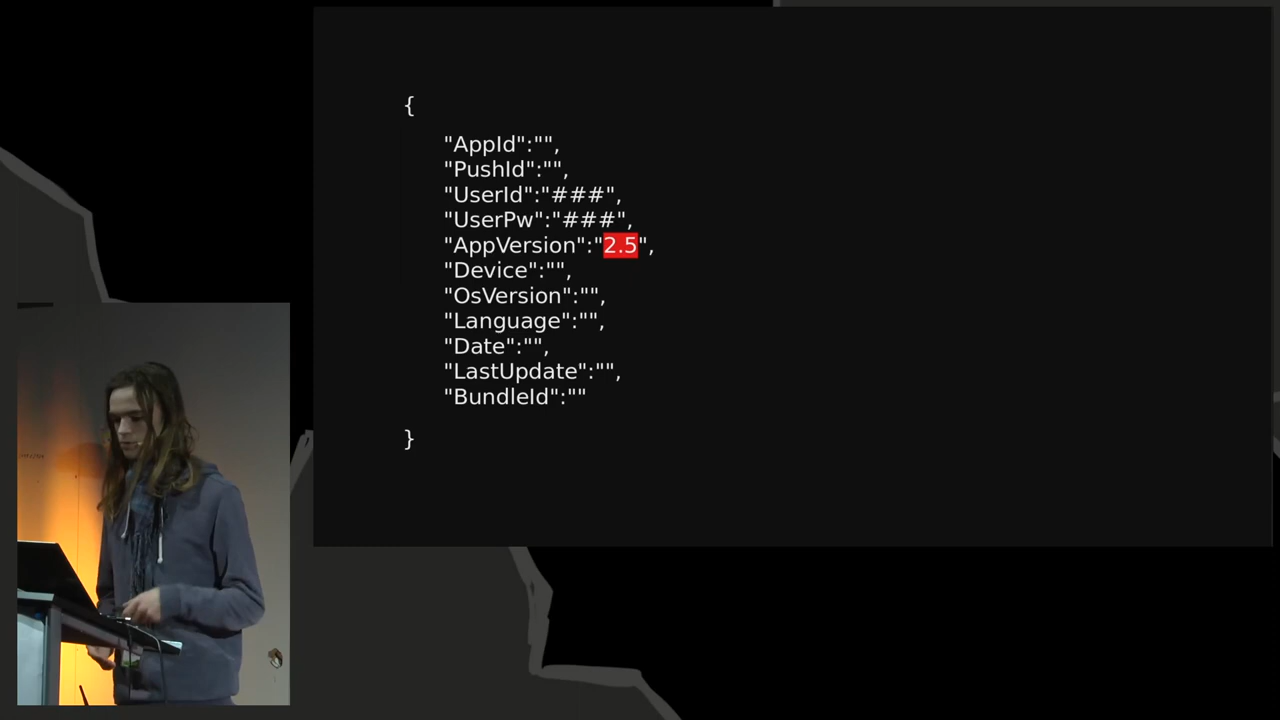 {
"AppId":"",
"PushId":"",
"UserId":"###",
"UserPw":"###",
"AppVersion":"2.5",
"Device":"",
"OsVersion":"",
"Language":"",
"Date":"",
"LastUpdate":"",
"BundleId":""
}